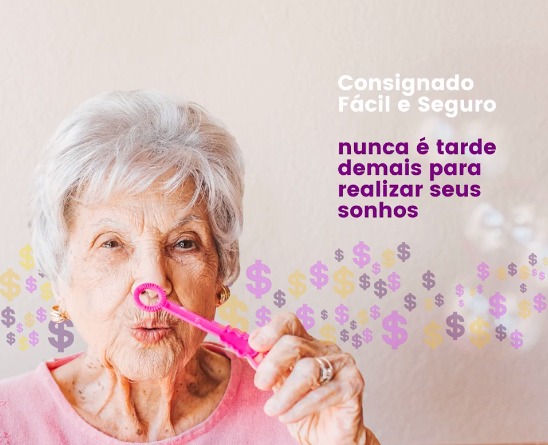 Consignado
Fácil e Seguro
nunca é tarde
demais para
realizar seus
sonhos